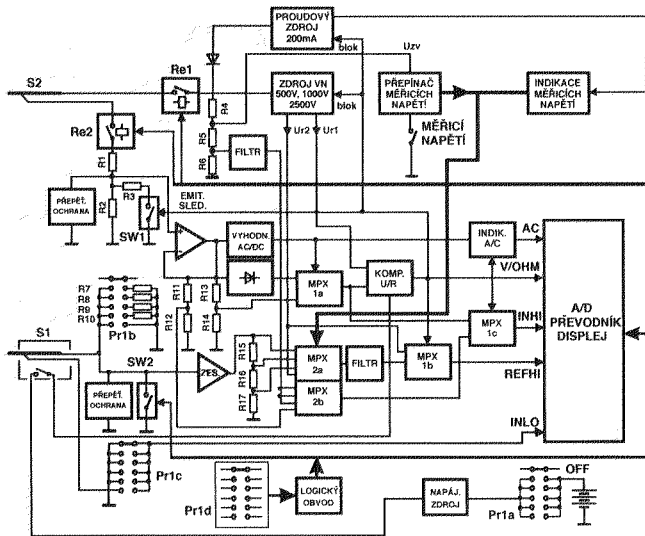 PROUDOVÝ
ZDROJ
200mA
blok
Uzv
S2
Re1
ZDROJ VN
500V, 1000V
2500V
blok
PŘEPÍNAČ
MĚŘICÍCH
NAPĚTÍ
INDIKACE
MĚŘICÍCH
NAPĚTÍ
R4
Re2
R5
R6
FILTR
Ur2
Ur1
MĚŘICÍ
NAPĚTÍ
R1
R2
R3
PŘEPĚT.
OCHRANA
SW1
EMIT.
SLED.
VYHODN.
AC/DC
INDIK.
A/C
AC
V/OHM
R7
R8
R9
R10
Pr1b
R11
R12
R13
R14
MPX
1a
KOMP.
U/R
MPX
1c
INHI
A/D
PŘEVODNÍK
DISPLEJ
S1
SW2
PŘEPĚT.
OCHRANA
ZES.
R15
R16
R17
MPX
2a
MPX
2b
FILTR
MPX
1b
REFHI
INLO
Pr1c
Pr1d
LOGICKÝ
OBVOD
NAPÁJ.
ZDROJ
OFF
Pr1a